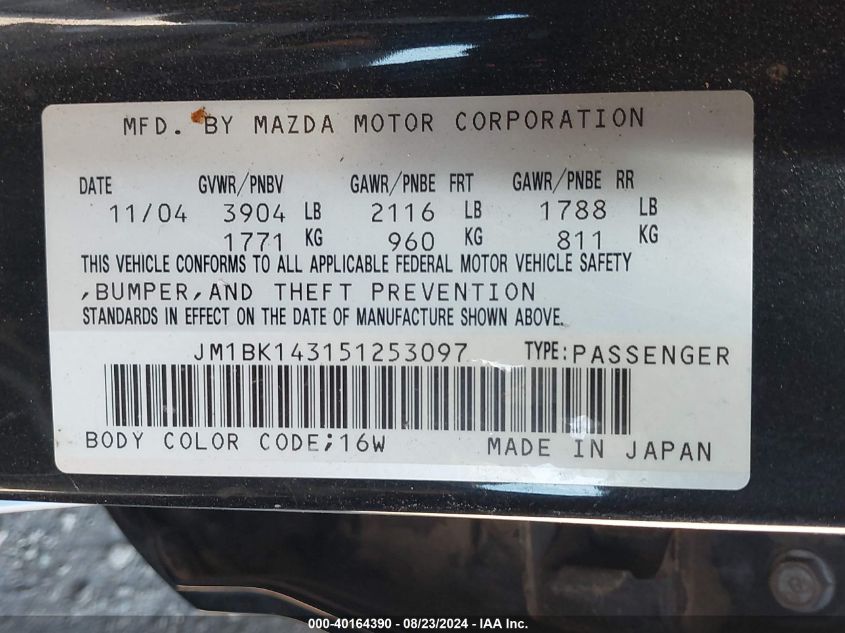 MFD. BY MAZDA MOTOR CORPORATION
DATE GVWR/PNBV GAWR/PNBE FRT GAWR/PNBE RR
11/04 3904 LB 2116 LB 1788 LB
1771 KG 960 KG 811 KG
THIS VEHICLE CONFORMS TO ALL APPLICABLE FEDERAL MOTOR VEHICLE SAFETY
,BUMPER,AND THEFT PREVENTION
STANDARDS IN EFFECT ON THE DATE OF MANUFACTURE SHOWN ABOVE.
JM1BK143151253097 TYPE:PASSENGER
BODY COLOR CODE;16W MADE IN JAPAN
000-40164390 - 08/23/2024 - IAA Inc.